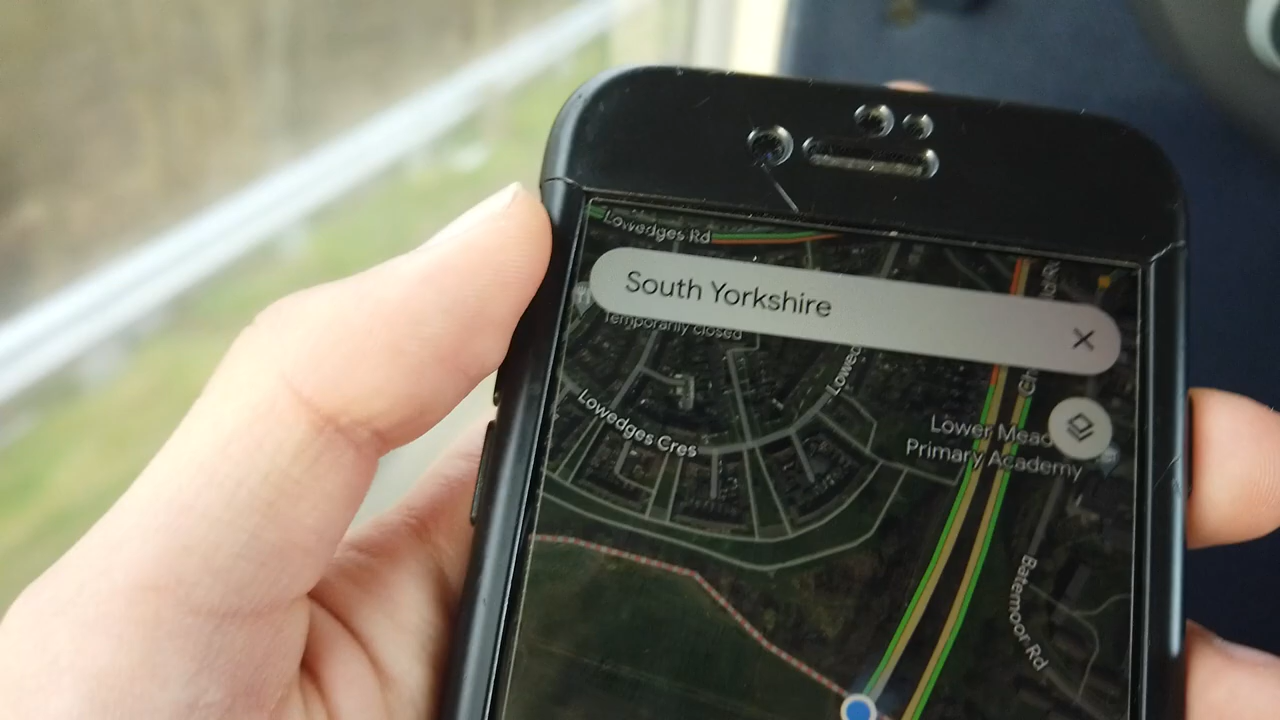 Lowedges Rd
South Yorkshire
Temporarily closed
Lowedges Cres
Lower Mead
Primary Academy
Batemoor Rd